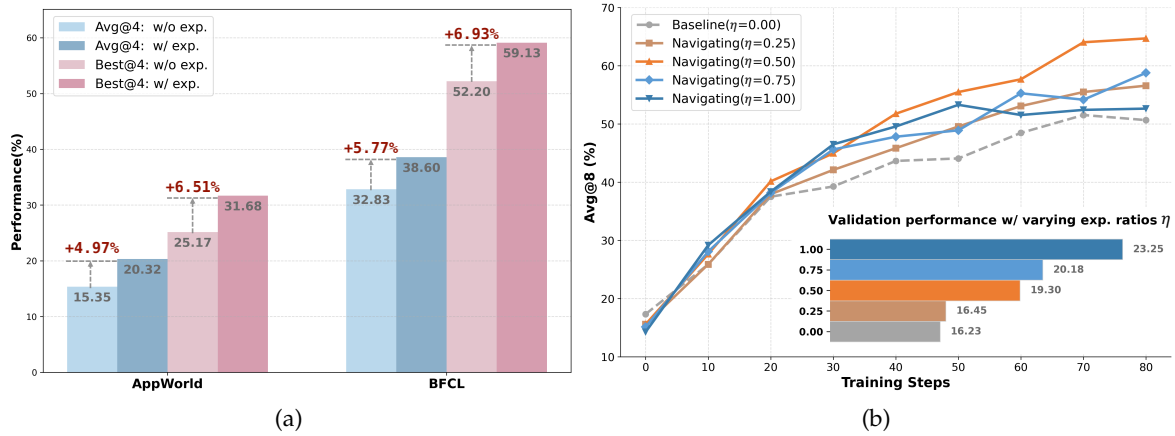 Avg@4: w/o exp.
Avg@4: w/ exp.
Best@4: w/o exp.
Best@4: w/ exp.
Performance(%)
60
50
40
30
20
10
0
+4.97%
15.35
20.32
+6.51%
25.17
31.68
+5.77%
32.83
38.60
+6.93%
52.20
59.13
AppWorld
BFCL
(a)
Baseline(η=0.00)
Navigating(η=0.25)
Navigating(η=0.50)
Navigating(η=0.75)
Navigating(η=1.00)
Avg@8 (%)
70
60
50
40
30
20
10
Validation performance w/ varying exp. ratios η
1.00 23.25
0.75 20.18
0.50 19.30
0.25 16.45
0.00 16.23
0 10 20 30 40 50 60 70 80
Training Steps
(b)